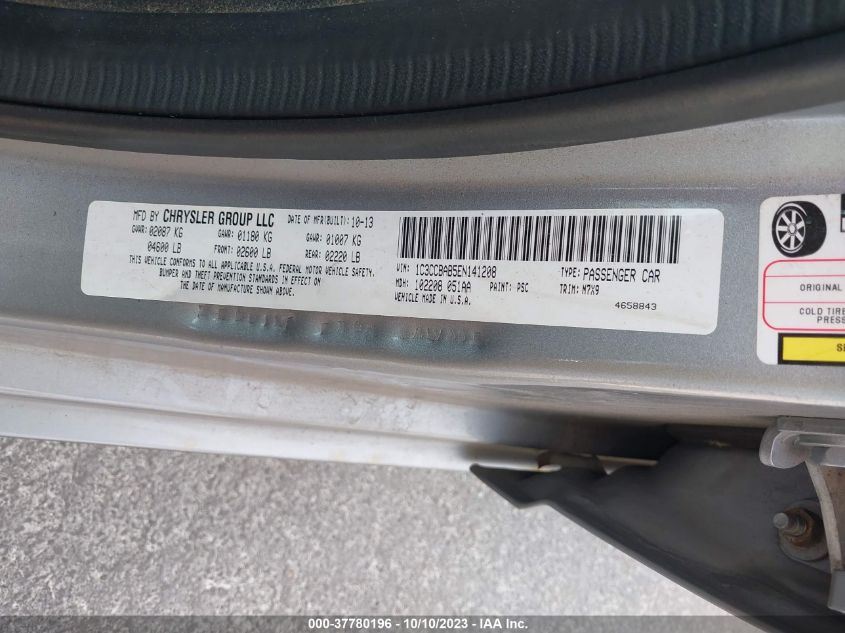 MFD BY CHRYSLER GROUP LLC DATE OF MFR(BUILT): 10-13
GVWR: 02087 KG GAWR: 01180 KG GAWR: 01007 KG
04600 LB FRONT: 02600 LB REAR: 02220 LB
THIS VEHICLE CONFORMS TO ALL APPLICABLE U.S.A. FEDERAL MOTOR VEHICLE SAFETY,
BUMPER AND THEFT PREVENTION STANDARDS IN EFFECT ON
THE DATE OF MANUFACTURE SHOWN ABOVE.
VIN: 1C3CCBAB5EN141208 TYPE: PASSENGER CAR
MDH: 102208 051AA PAINT: PSC TRIM: M7X9
VEHICLE MADE IN U.S.A.
4658843
ORIGINAL
COLD TIRE
PRESS
000-37780196 - 10/10/2023 - IAA Inc.